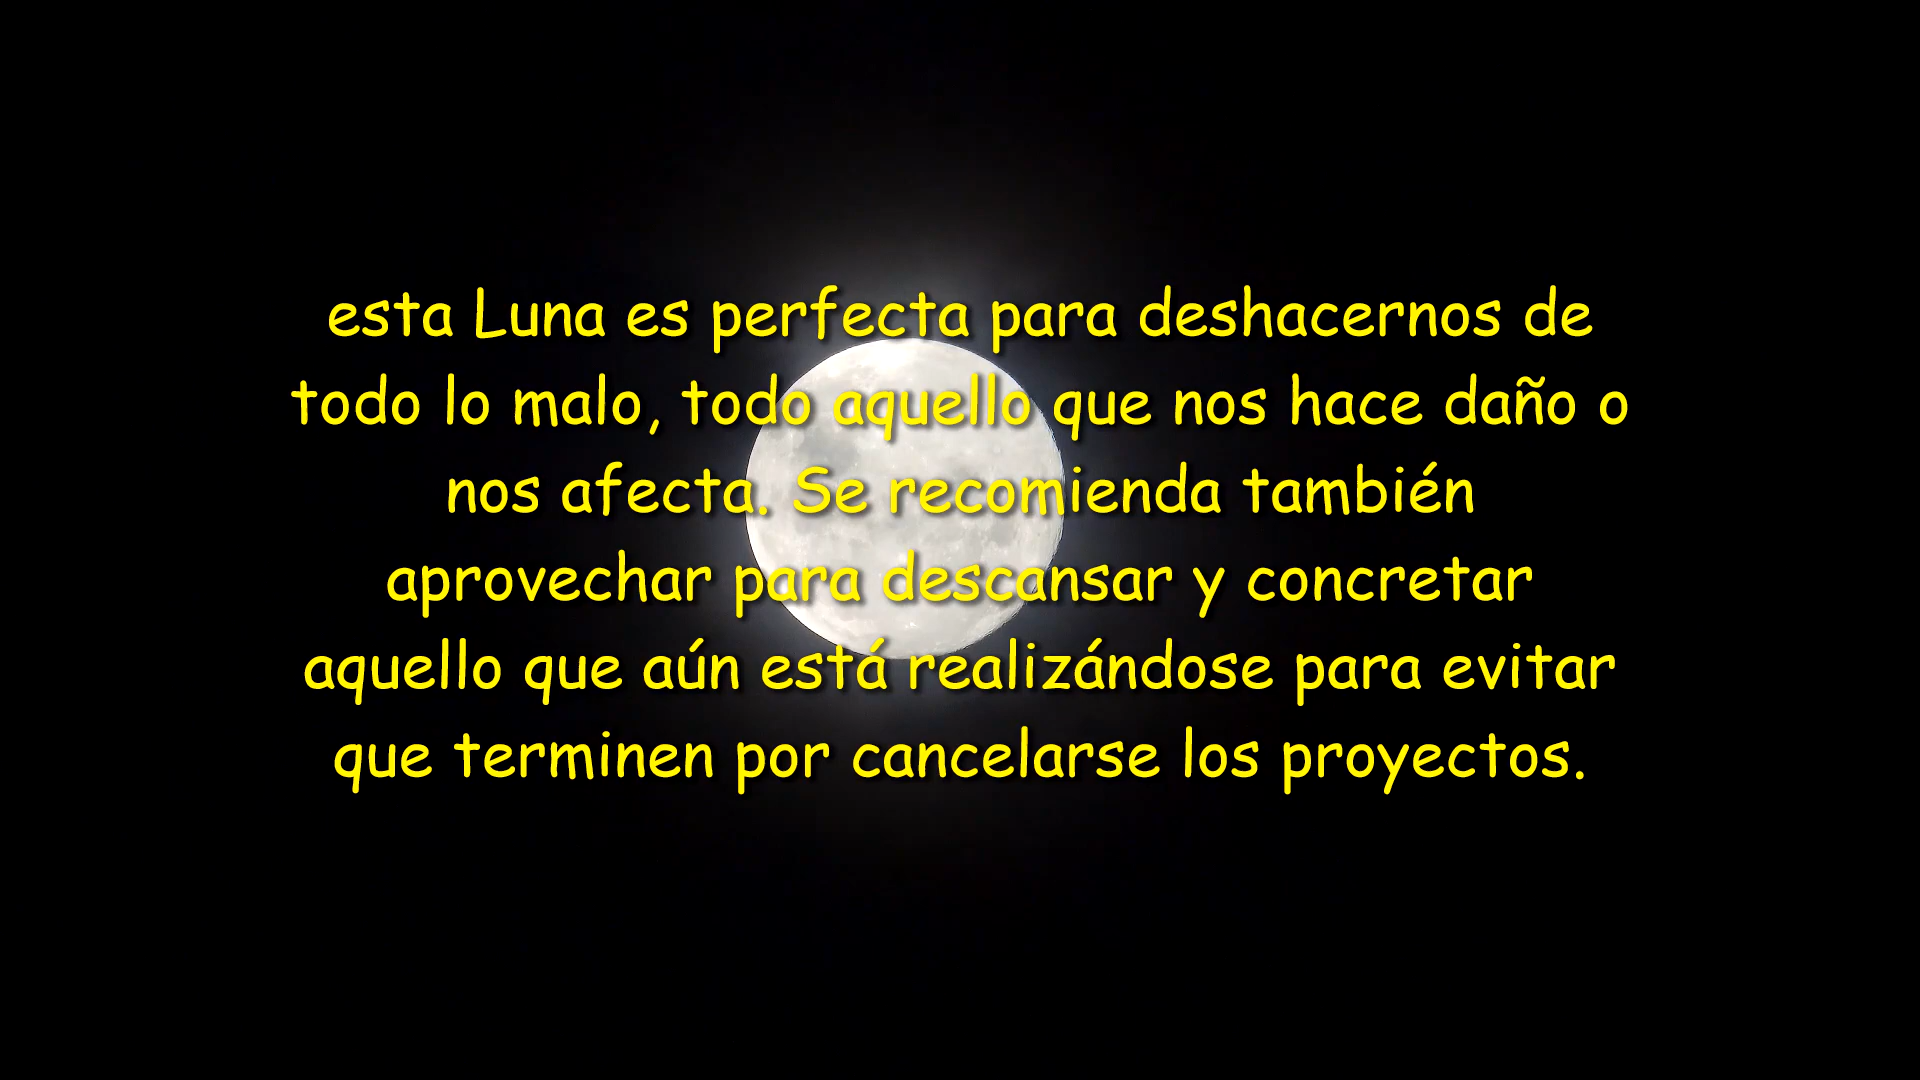 esta Luna es perfecta para deshacernos de
todo lo malo, todo aquello que nos hace daño o
nos afecta. Se recomienda también
aprovechar para descansar y concretar
aquello que aún está realizándose para evitar
que terminen por cancelarse los proyectos.